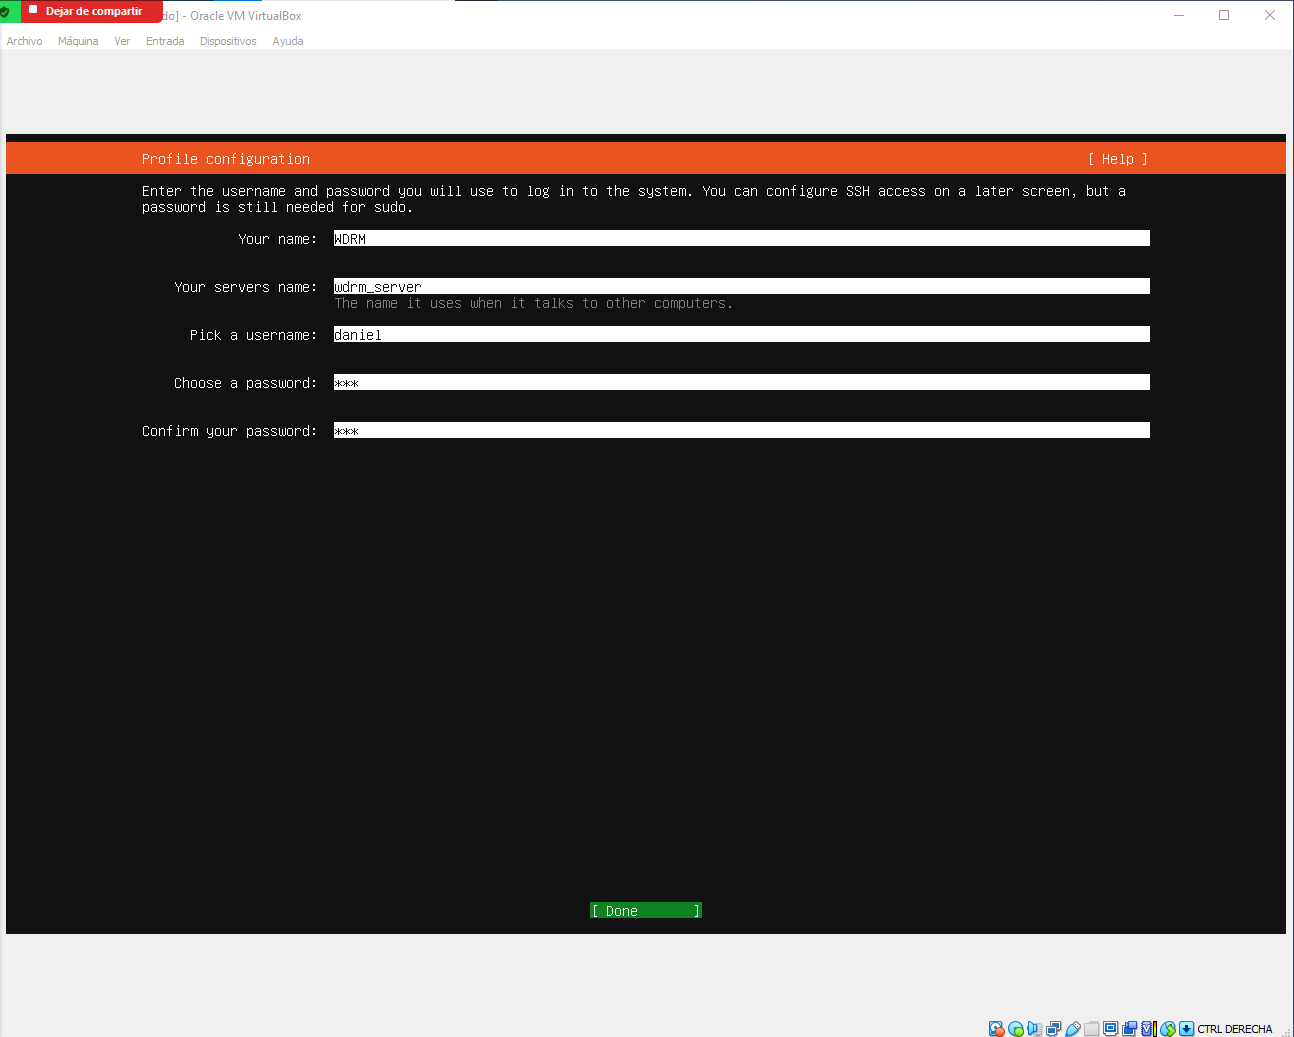 Dejar de compartir
do] - Oracle VM VirtualBox
Archivo Máquina Ver Entrada Dispositivos Ayuda
Profile configuration [ Help ]
Enter the username and password you will use to log in to the system. You can configure SSH access on a later screen, but a
password is still needed for sudo.
Your name: WDRM
Your servers name: wdrm_server
The name it uses when it talks to other computers.
Pick a username: daniel
Choose a password: ***
Confirm your password: ***
[ Done ]
CTRL DERECHA